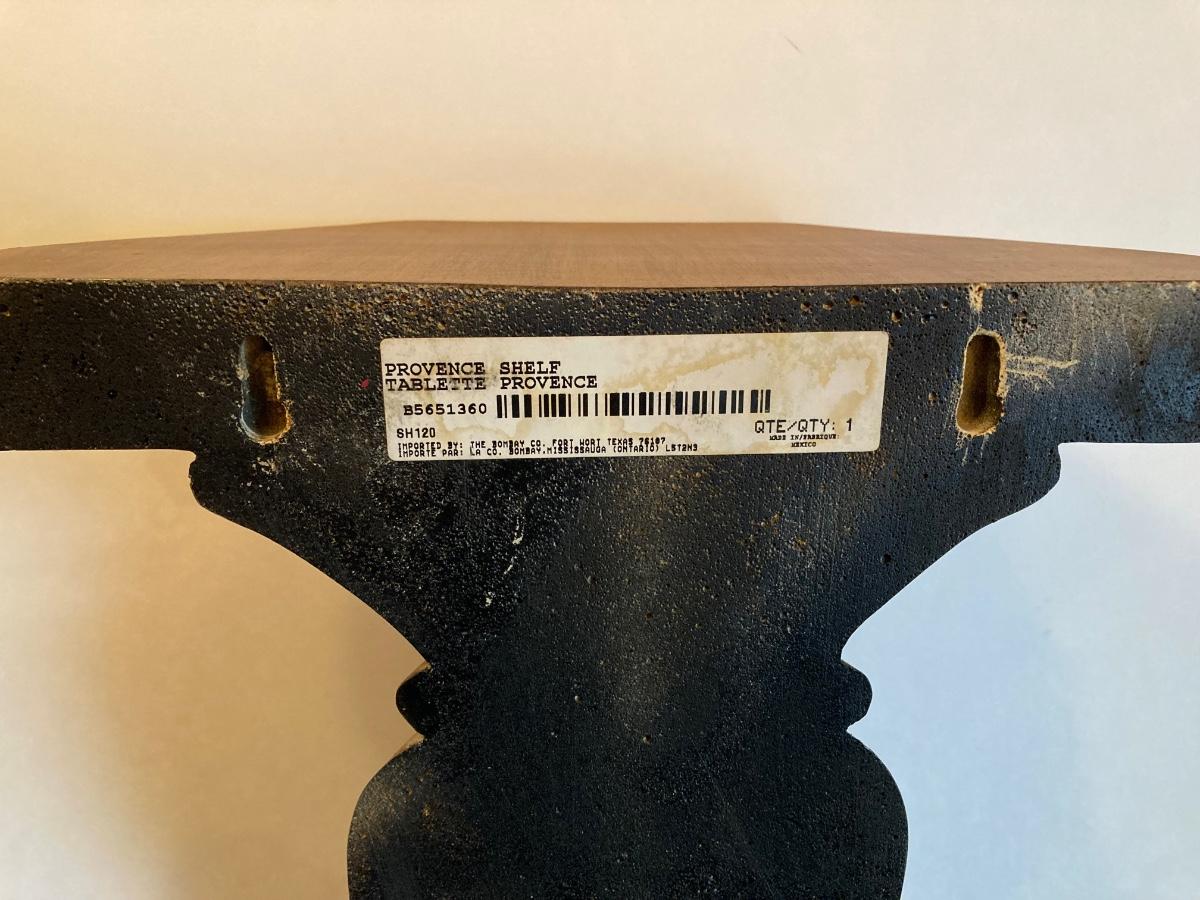 PROVENCE SHELF
TABLETTE PROVENCE
B5651360
SH120
QTE/QTY: 1
MADE IN/FABRIQUE:
MEXICO
IMPORTED BY: THE BOMBAY CO. FORT WORT TEXAS 76107
IMPORTE PAR: LA CO. BOMBAY,MISSISSAUGA (ONTARIO) L5T2N3